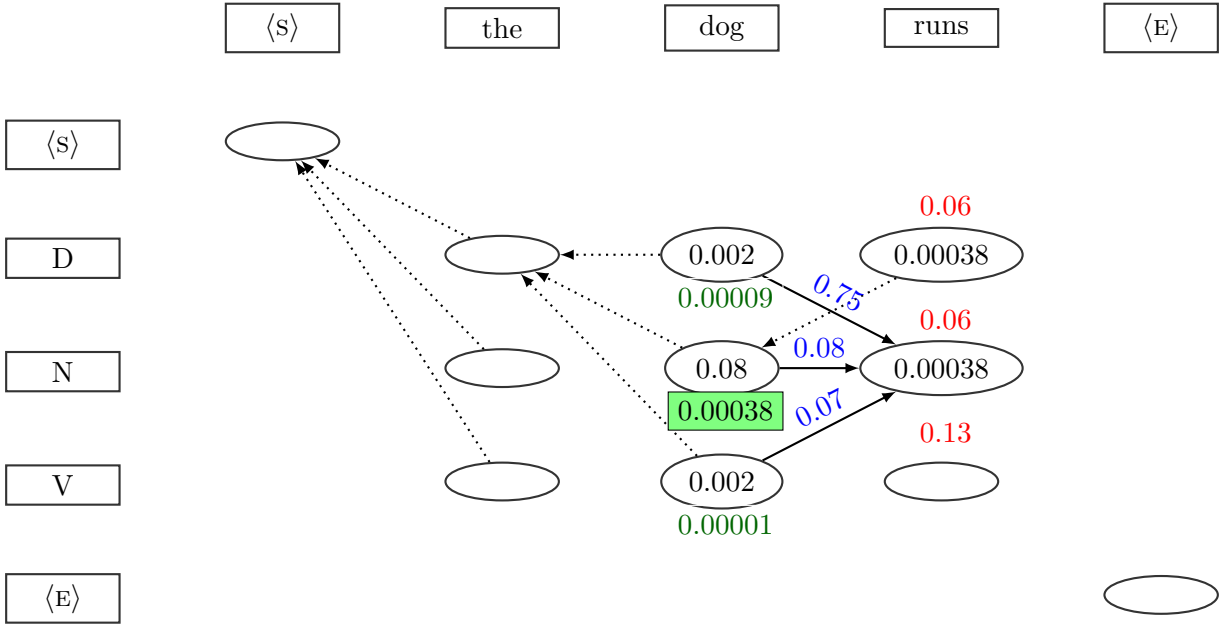 ⟨S⟩ the dog runs ⟨E⟩
⟨S⟩
0.06
D 0.002 0.00038
0.00009 0.75
0.06
0.08
N 0.08 0.00038
0.00038 0.07
0.13
V 0.002
0.00001
⟨E⟩